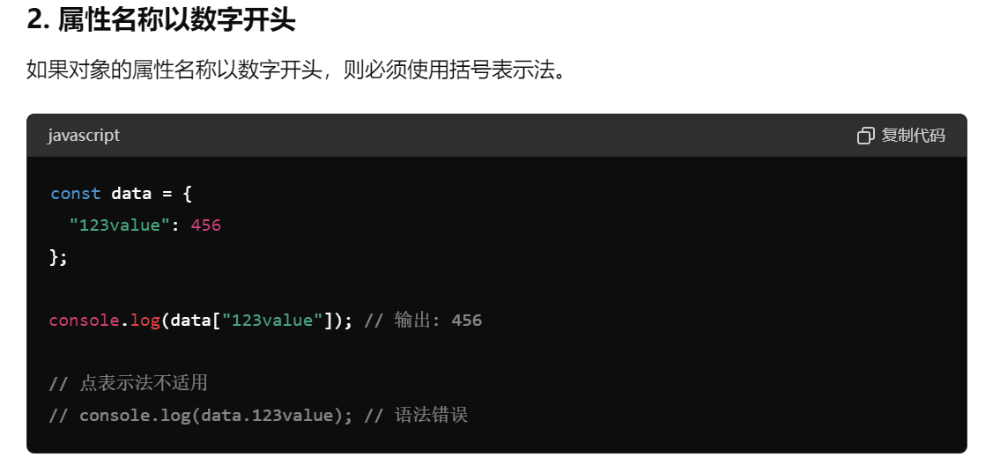 2. 属性名称以数字开头
如果对象的属性名称以数字开头，则必须使用括号表示法。
javascript
复制代码
const data = {
  "123value": 456
};
console.log(data["123value"]); // 输出: 456
// 点表示法不适用
// console.log(data.123value); // 语法错误